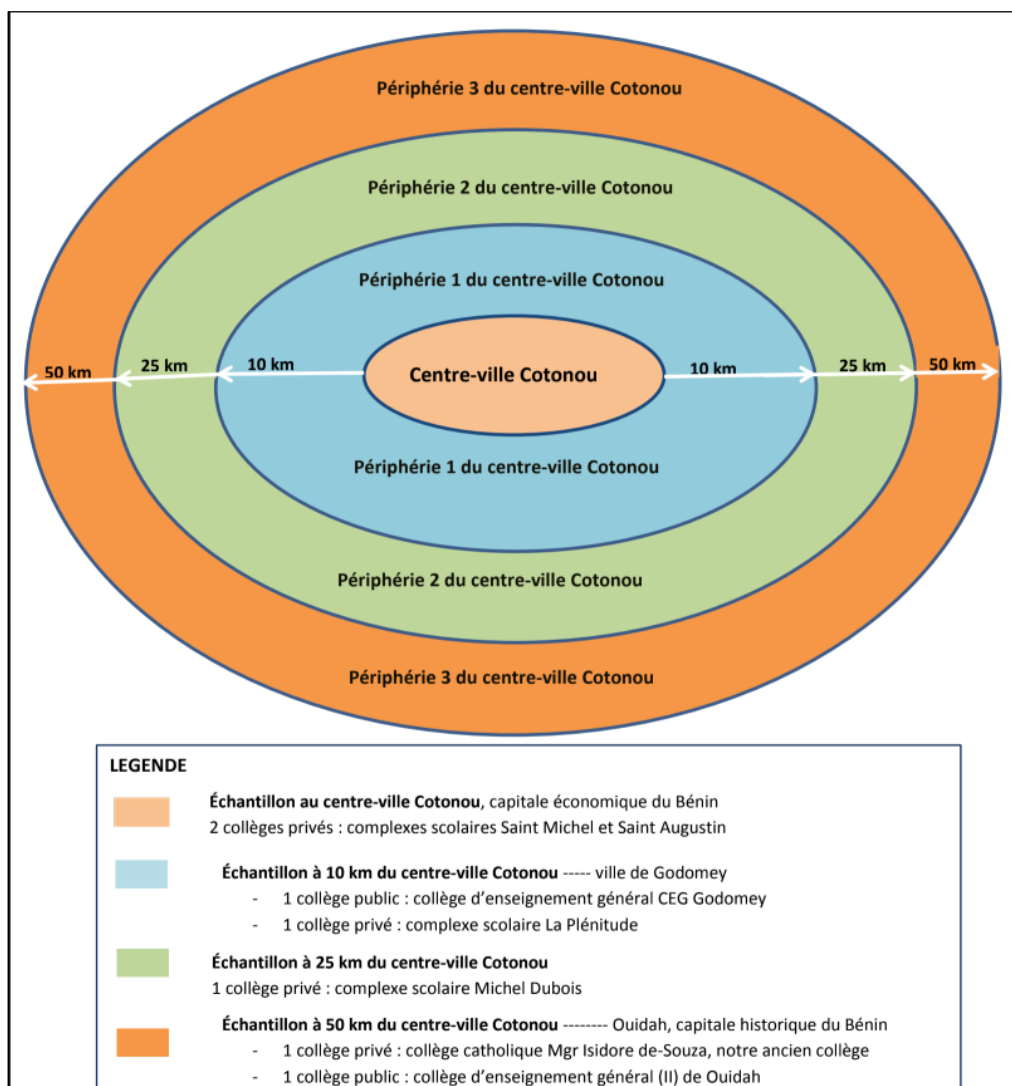 Périphérie 3 du centre-ville Cotonou
Périphérie 2 du centre-ville Cotonou
Périphérie 1 du centre-ville Cotonou
50 km
25 km
10 km
Centre-ville Cotonou
10 km
25 km
50 km
Périphérie 1 du centre-ville Cotonou
Périphérie 2 du centre-ville Cotonou
Périphérie 3 du centre-ville Cotonou
LEGENDE
Échantillon au centre-ville Cotonou, capitale économique du Bénin
2 collèges privés : complexes scolaires Saint Michel et Saint Augustin
Échantillon à 10 km du centre-ville Cotonou ----- ville de Godomey
- 1 collège public : collège d'enseignement général CEG Godomey
- 1 collège privé : complexe scolaire La Plénitude
Échantillon à 25 km du centre-ville Cotonou
1 collège privé : complexe scolaire Michel Dubois
Échantillon à 50 km du centre-ville Cotonou -------- Ouidah, capitale historique du Bénin
- 1 collège privé : collège catholique Mgr Isidore de-Souza, notre ancien collège
- 1 collège public : collège d'enseignement général (II) de Ouidah